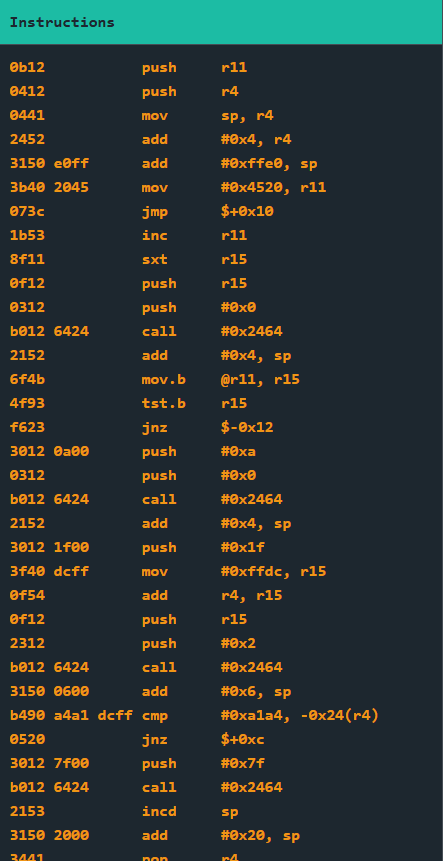 Instructions
0b12 push r11
0412 push r4
0441 mov sp, r4
2452 add #0x4, r4
3150 e0ff add #0xffe0, sp
3b40 2045 mov #0x4520, r11
073c jmp $+0x10
1b53 inc r11
8f11 sxt r15
0f12 push r15
0312 push #0x0
b012 6424 call #0x2464
2152 add #0x4, sp
6f4b mov.b @r11, r15
4f93 tst.b r15
f623 jnz $-0x12
3012 0a00 push #0xa
0312 push #0x0
b012 6424 call #0x2464
2152 add #0x4, sp
3012 1f00 push #0x1f
3f40 dcff mov #0xffdc, r15
0f54 add r4, r15
0f12 push r15
2312 push #0x2
b012 6424 call #0x2464
3150 0600 add #0x6, sp
b490 a4a1 dcff cmp #0xa1a4, -0x24(r4)
0520 jnz $+0xc
3012 7f00 push #0x7f
b012 6424 call #0x2464
2153 incd sp
3150 2000 add #0x20, sp
3441 pop r4